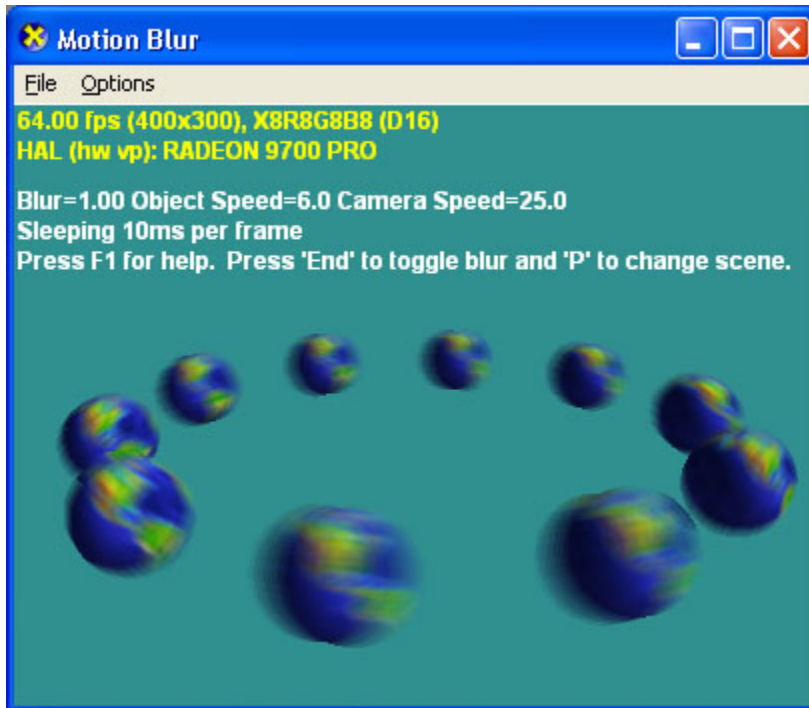 Motion Blur
File Options
64.00 fps (400x300), X8R8G8B8 (D16)
HAL (hw vp): RADEON 9700 PRO
Blur=1.00 Object Speed=6.0 Camera Speed=25.0
Sleeping 10ms per frame
Press F1 for help. Press 'End' to toggle blur and 'P' to change scene.